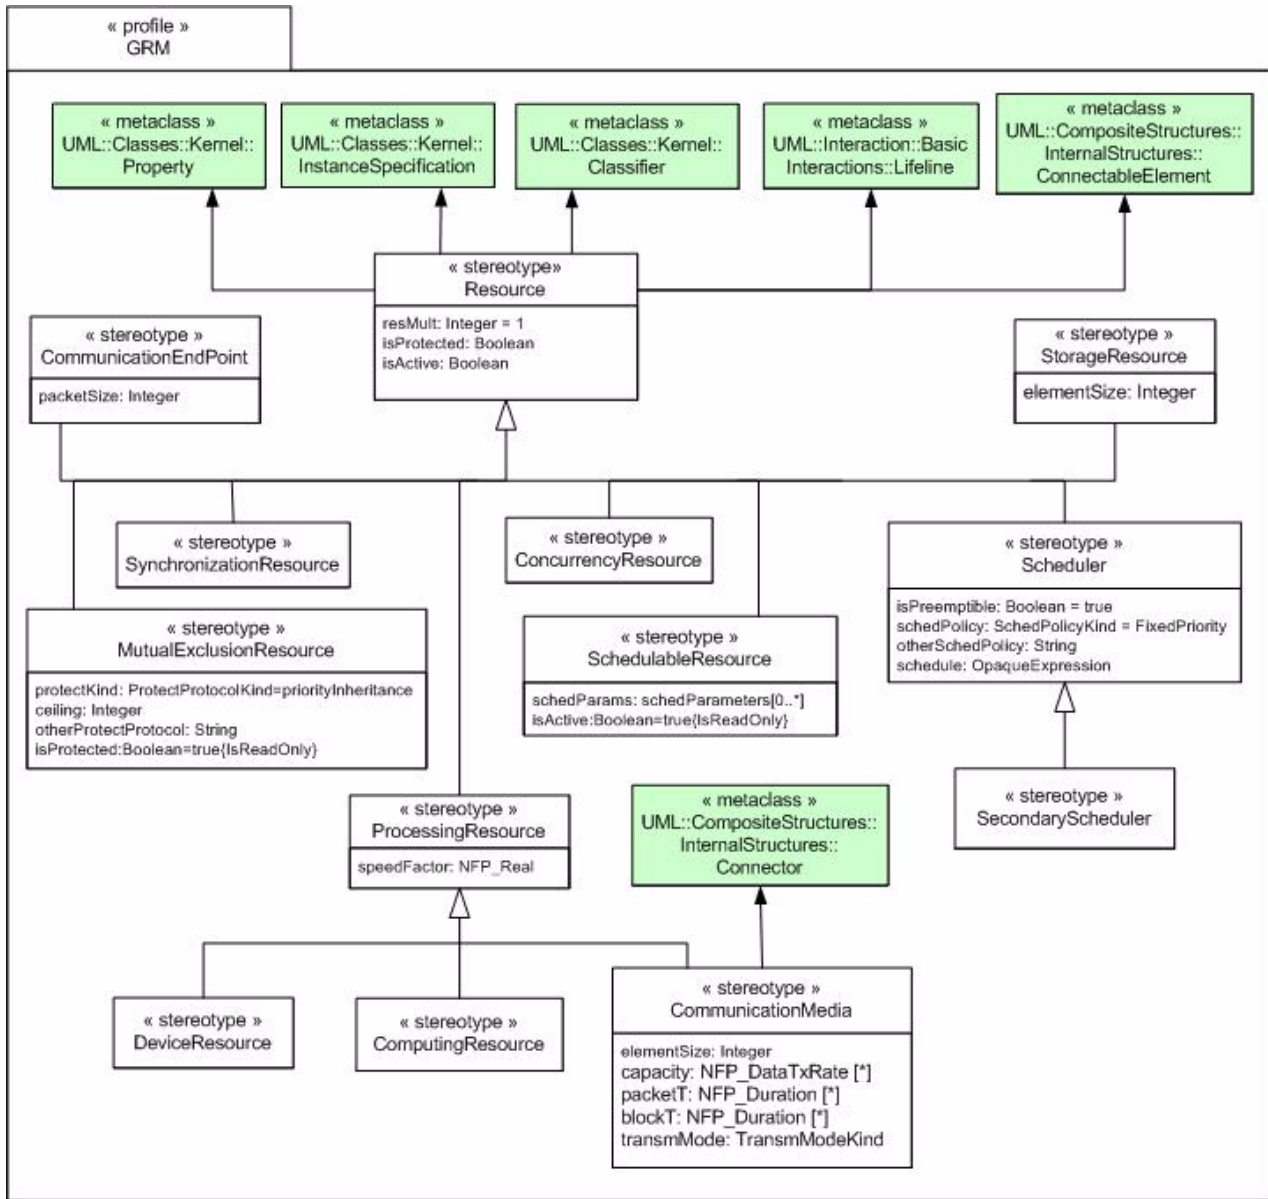 « profile »
GRM
« metaclass »
UML::Classes::Kernel::
Property
« metaclass »
UML::Classes::Kernel::
InstanceSpecification
« metaclass »
UML::Classes::Kernel::
Classifier
« metaclass »
UML::Interaction::Basic
Interactions::Lifeline
« metaclass »
UML::CompositeStructures::
InternalStructures::
ConnectableElement
« stereotype»
Resource
resMult: Integer = 1
isProtected: Boolean
isActive: Boolean
« stereotype »
CommunicationEndPoint
packetSize: Integer
« stereotype »
StorageResource
elementSize: Integer
« stereotype »
SynchronizationResource
« stereotype »
ConcurrencyResource
« stereotype »
Scheduler
isPreemptible: Boolean = true
schedPolicy: SchedPolicyKind = FixedPriority
otherSchedPolicy: String
schedule: OpaqueExpression
« stereotype »
MutualExclusionResource
protectKind: ProtectProtocolKind=priorityInheritance
ceiling: Integer
otherProtectProtocol: String
isProtected:Boolean=true{IsReadOnly}
« stereotype »
SchedulableResource
schedParams: schedParameters[0..*]
isActive:Boolean=true{IsReadOnly}
« stereotype »
SecondaryScheduler
« stereotype »
ProcessingResource
speedFactor: NFP_Real
« metaclass »
UML::CompositeStructures::
InternalStructures::
Connector
« stereotype »
DeviceResource
« stereotype »
ComputingResource
« stereotype »
CommunicationMedia
elementSize: Integer
capacity: NFP_DataTxRate [*]
packetT: NFP_Duration [*]
blockT: NFP_Duration [*]
transmMode: TransmModeKind